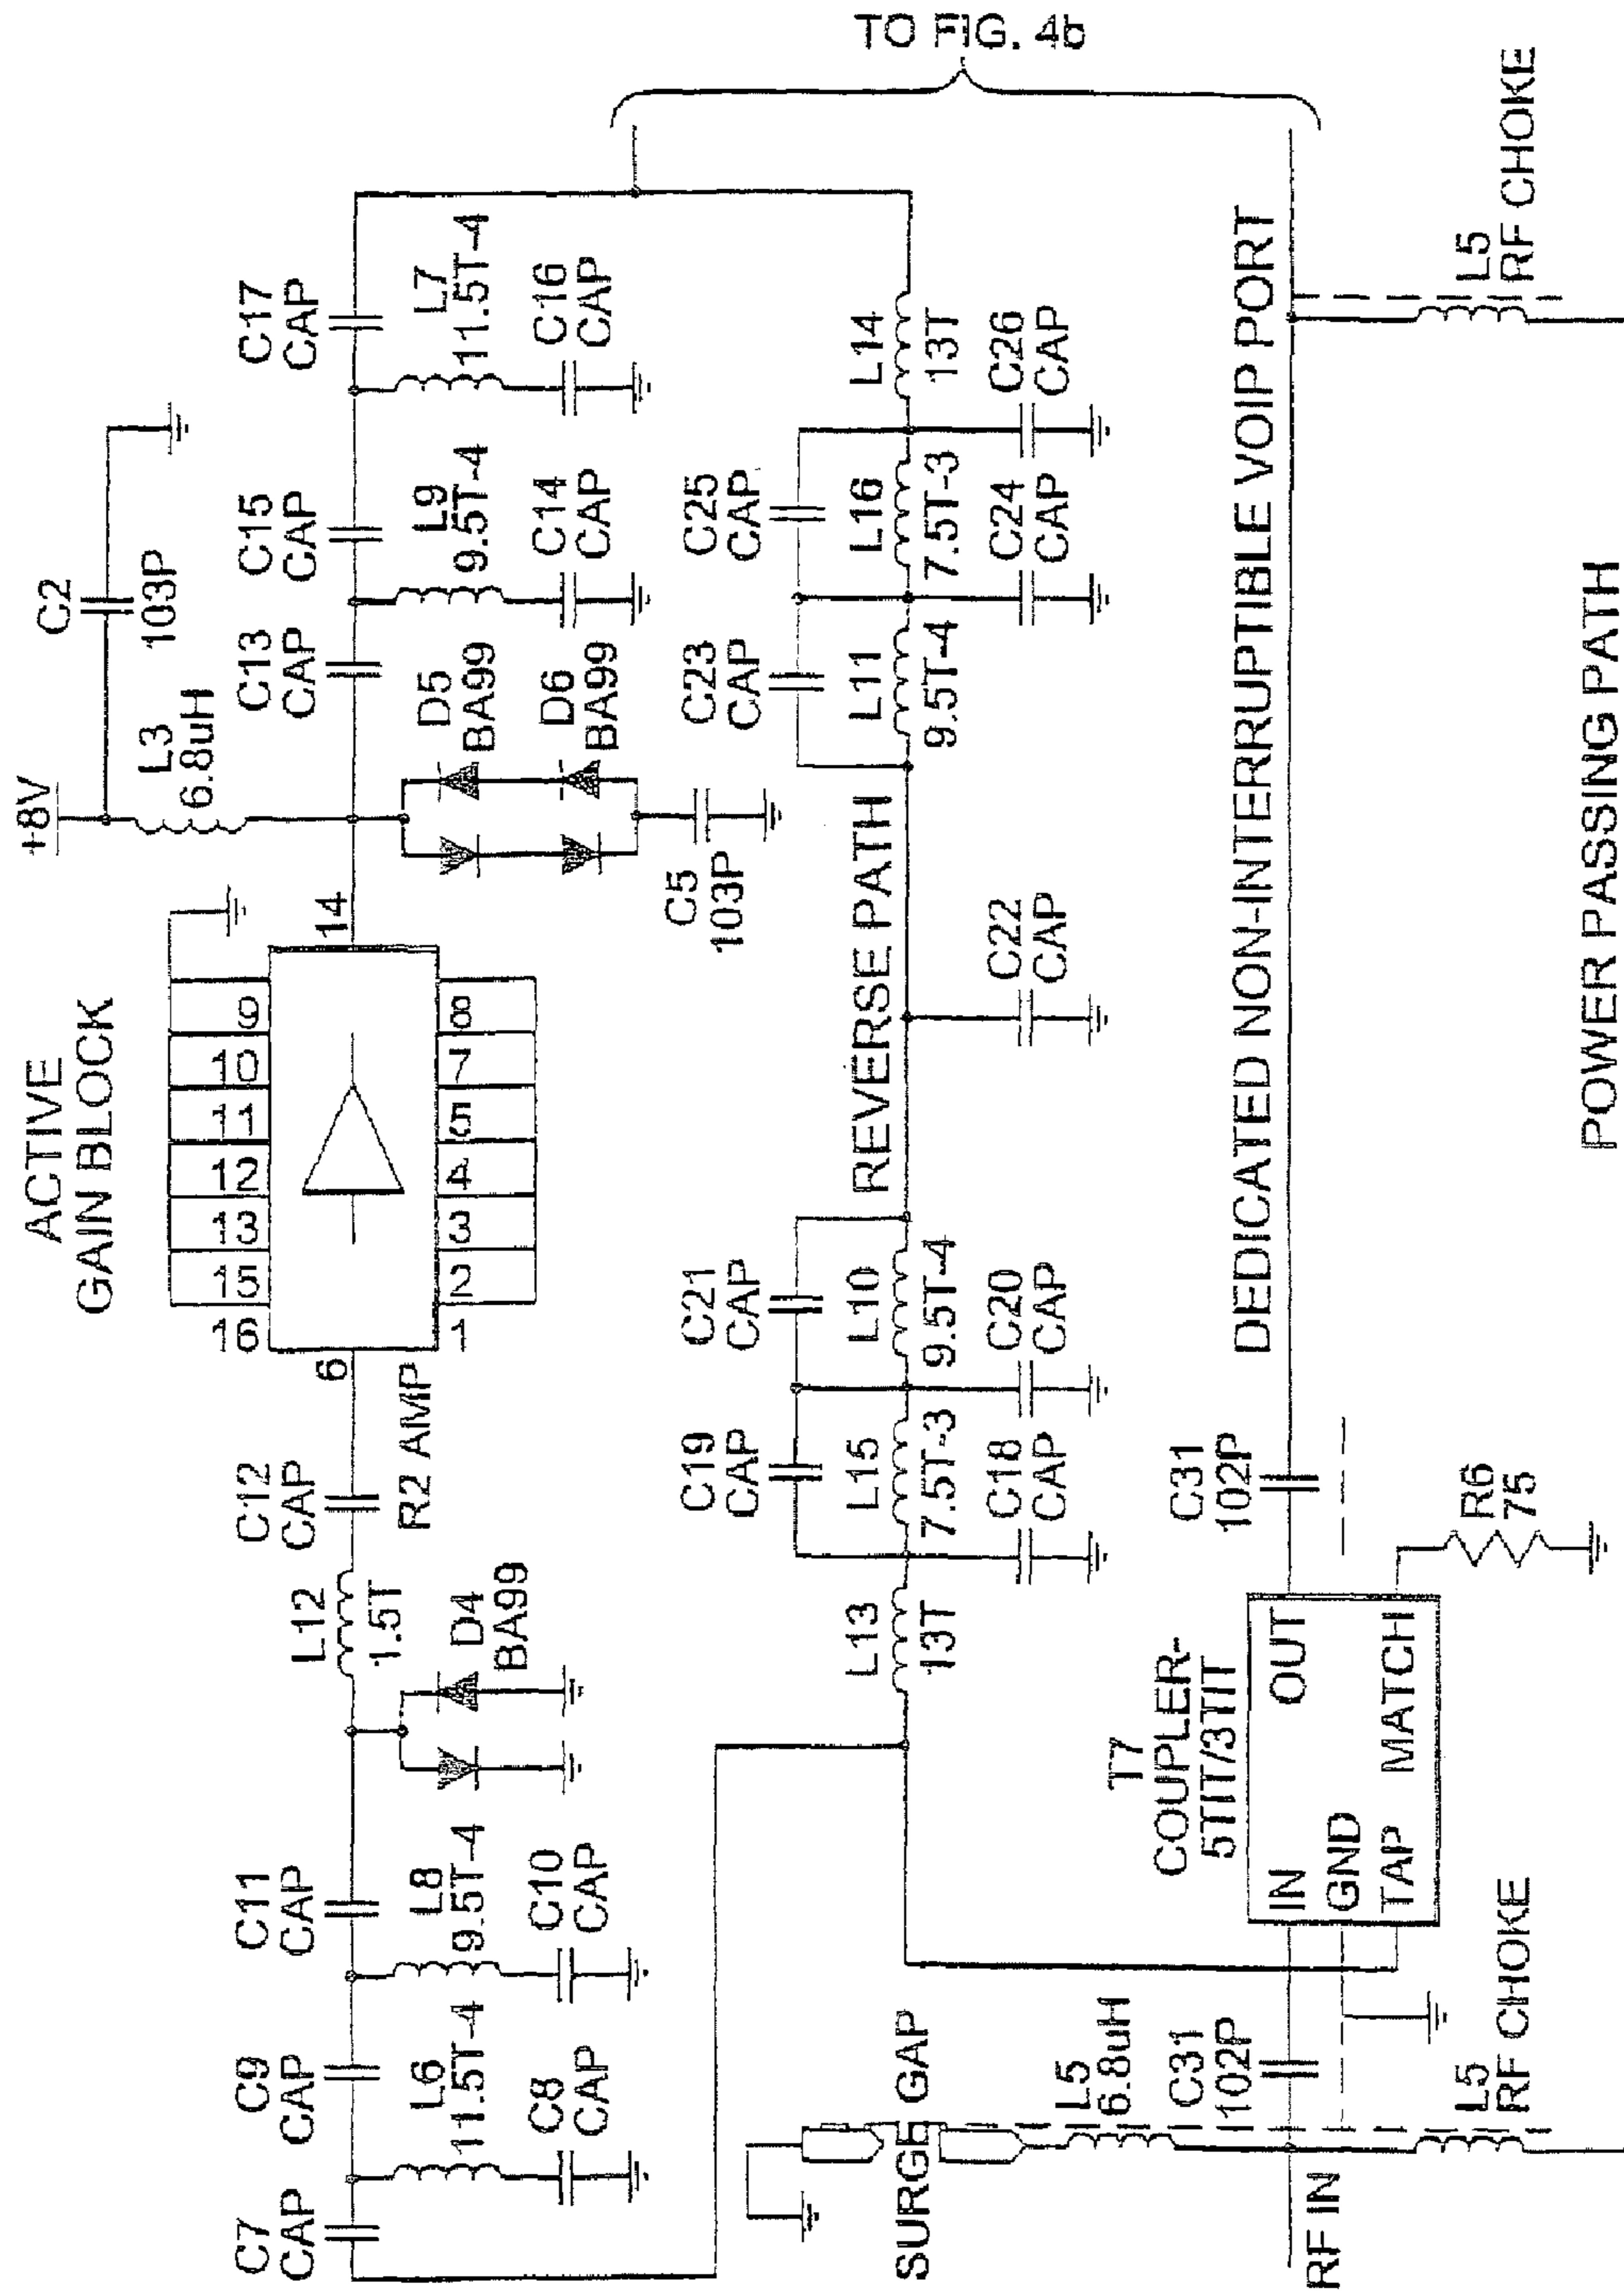 TO FIG. 4b
ACTIVE
GAIN BLOCK
+8V
C2
103P
L3
6.8uH
C7
CAP
C9
CAP
C11
CAP
L12
1.5T
C12
CAP
C13
CAP
C15
CAP
C17
CAP
L6
11.5T-4
L8
9.5T-4
C8
CAP
C10
CAP
D4
BA99
R2 AMP
6
16
15
13
12
11
10
9
14
1
2
3
4
5
7
8
D5
BA99
D6
BA99
C5
103P
L9
9.5T-4
L7
11.5T-4
C14
CAP
C16
CAP
C19
CAP
C21
CAP
REVERSE PATH
C23
CAP
C25
CAP
L13
13T
L15
7.5T-3
L10
9.5T-4
L11
9.5T-4
L16
7.5T-3
L14
13T
C18
CAP
C20
CAP
C22
CAP
C24
CAP
C26
CAP
SURGE GAP
L5
6.8uH
C31
102P
RF IN
T7
COUPLER-
5TIT/3TIT
IN
GND
TAP
OUT
MATCH
C31
102P
R6
75
DEDICATED NON-INTERRUPTIBLE VOIP PORT
L5
RF CHOKE
L5
RF CHOKE
POWER PASSING PATH